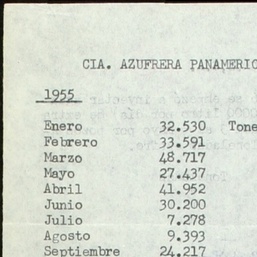 CIA. AZUFRERA PANAMERIC
1955
Enero 32.530 Tone
Febrero 33.591
Marzo 48.717
Mayo 27.437
Abril 41.952
Junio 30.200
Julio 7.278
Agosto 9.393
Septiembre 24.217